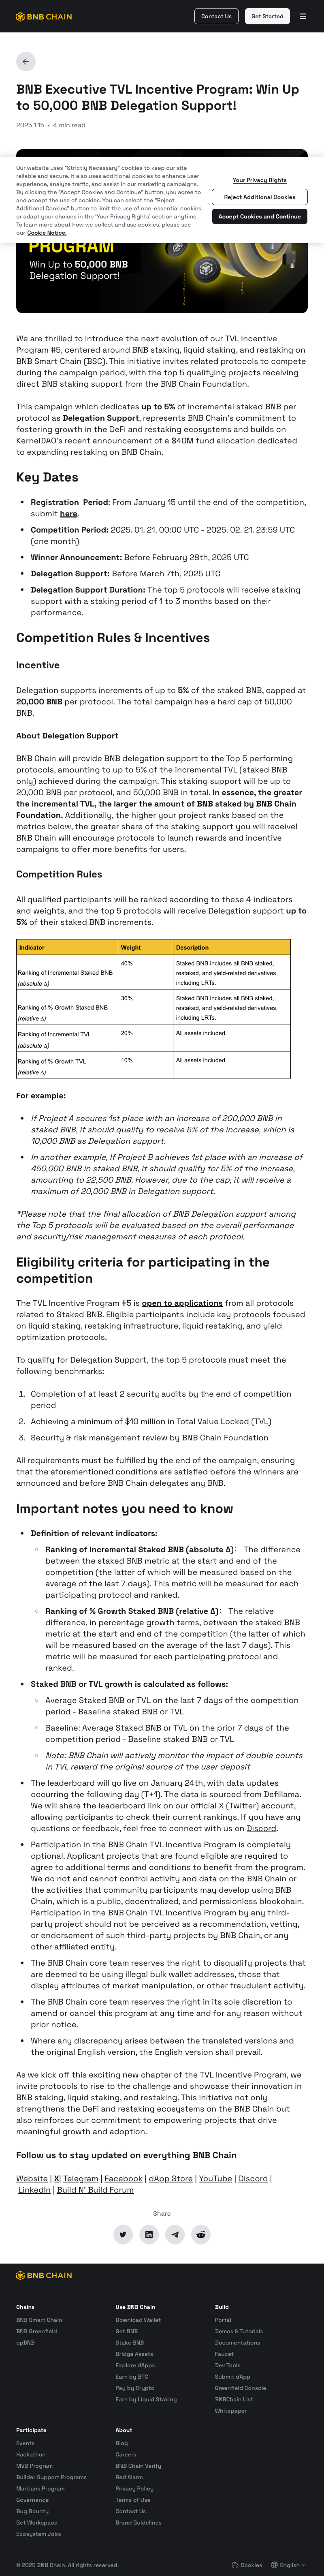 BNB CHAIN
Contact Us
Get Started
BNB Executive TVL Incentive Program: Win Up
to 50,000 BNB Delegation Support!
2025.1.15 • 4 min read
Our website uses "Strictly Necessary" cookies to keep our site
reliable and secure. It also uses additional cookies to enhance user
experience, analyze traffic, and assist in our marketing campaigns.
By clicking the "Accept Cookies and Continue" button, you agree to
and accept the use of cookies. You can select the "Reject
Additional Cookies" button to limit the use of non-essential cookies
or adapt your choices in the 'Your Privacy Rights' section anytime.
To learn more about how we collect and use cookies, please see
our Cookie Notice.
Your Privacy Rights
Reject Additional Cookies
Accept Cookies and Continue
PROGRAM
Win Up to 50,000 BNB
Delegation Support!
We are thrilled to introduce the next evolution of our TVL Incentive
Program #5, centered around BNB staking, liquid staking, and restaking on
BNB Smart Chain (BSC). This initiative invites related protocols to compete
during the campaign period, with the top 5 qualifying projects receiving
direct BNB staking support from the BNB Chain Foundation.
This campaign which dedicates up to 5% of incremental staked BNB per
protocol as Delegation Support, represents BNB Chain's commitment to
fostering growth in the DeFi and restaking ecosystems and builds on
KernelDAO's recent announcement of a $40M fund allocation dedicated
to expanding restaking on BNB Chain.
Key Dates
• Registration Period: From January 15 until the end of the competition,
submit here.
• Competition Period: 2025. 01. 21. 00:00 UTC - 2025. 02. 21. 23:59 UTC
(one month)
• Winner Announcement: Before February 28th, 2025 UTC
• Delegation Support: Before March 7th, 2025 UTC
• Delegation Support Duration: The top 5 protocols will receive staking
support with a staking period of 1 to 3 months based on their
performance.
Competition Rules & Incentives
Incentive
Delegation supports increments of up to 5% of the staked BNB, capped at
20,000 BNB per protocol. The total campaign has a hard cap of 50,000
BNB.
About Delegation Support
BNB Chain will provide BNB delegation support to the Top 5 performing
protocols, amounting to up to 5% of the incremental TVL (staked BNB
only) achieved during the campaign. This staking support will be up to
20,000 BNB per protocol, and 50,000 BNB in total. In essence, the greater
the incremental TVL, the larger the amount of BNB staked by BNB Chain
Foundation. Additionally, the higher your project ranks based on the
metrics below, the greater share of the staking support you will receive!
BNB Chain will encourage protocols to launch rewards and incentive
campaigns to offer more benefits for users.
Competition Rules
All qualified participants will be ranked according to these 4 indicators
and weights, and the top 5 protocols will receive Delegation support up to
5% of their staked BNB increments.
Indicator Weight Description
Ranking of Incremental Staked BNB
(absolute Δ)
40%
Staked BNB includes all BNB staked,
restaked, and yield-related derivatives,
including LRTs.
Ranking of % Growth Staked BNB
(relative Δ)
30%
Staked BNB includes all BNB staked,
restaked, and yield-related derivatives,
including LRTs.
Ranking of Incremental TVL
(absolute Δ)
20%
All assets included.
Ranking of % Growth TVL
(relative Δ)
10%
All assets included.
For example:
• If Project A secures 1st place with an increase of 200,000 BNB in
staked BNB, it should qualify to receive 5% of the increase, which is
10,000 BNB as Delegation support.
• In another example, If Project B achieves 1st place with an increase of
450,000 BNB in staked BNB, it should qualify for 5% of the increase,
amounting to 22,500 BNB. However, due to the cap, it will receive a
maximum of 20,000 BNB in Delegation support.
*Please note that the final allocation of BNB Delegation support among
the Top 5 protocols will be evaluated on the overall performance
and security/risk management measures of each protocol.
Eligibility criteria for participating in the
competition
The TVL Incentive Program #5 is open to applications from all protocols
related to Staked BNB. Eligible participants include key protocols focused
on liquid staking, restaking infrastructure, liquid restaking, and yield
optimization protocols.
To qualify for Delegation Support, the top 5 protocols must meet the
following benchmarks:
1. Completion of at least 2 security audits by the end of competition
period
2. Achieving a minimum of $10 million in Total Value Locked (TVL)
3. Security & risk management review by BNB Chain Foundation
All requirements must be fulfilled by the end of the campaign, ensuring
that the aforementioned conditions are satisfied before the winners are
announced and before BNB Chain delegates any BNB.
Important notes you need to know
• Definition of relevant indicators:
Ranking of Incremental Staked BNB (absolute Δ)： The difference
between the staked BNB metric at the start and end of the
competition (the latter of which will be measured based on the
average of the last 7 days). This metric will be measured for each
participating protocol and ranked.
Ranking of % Growth Staked BNB (relative Δ)： The relative
difference, in percentage growth terms, between the staked BNB
metric at the start and end of the competition (the latter of which
will be measured based on the average of the last 7 days). This
metric will be measured for each participating protocol and
ranked.
• Staked BNB or TVL growth is calculated as follows:
Average Staked BNB or TVL on the last 7 days of the competition
period - Baseline staked BNB or TVL
Baseline: Average Staked BNB or TVL on the prior 7 days of the
competition period - Baseline staked BNB or TVL
Note: BNB Chain will actively monitor the impact of double counts
in TVL reward the original source of the user deposit
• The leaderboard will go live on January 24th, with data updates
occurring the following day (T+1). The data is sourced from Defillama.
We will share the leaderboard link on our official X (Twitter) account,
allowing participants to check their current rankings. If you have any
questions or feedback, feel free to connect with us on Discord.
• Participation in the BNB Chain TVL Incentive Program is completely
optional. Applicant projects that are found eligible are required to
agree to additional terms and conditions to benefit from the program.
We do not and cannot control activity and data on the BNB Chain or
the activities that community participants may develop using BNB
Chain, which is a public, decentralized, and permissionless blockchain.
Participation in the BNB Chain TVL Incentive Program by any third-
party project should not be perceived as a recommendation, vetting,
or endorsement of such third-party projects by BNB Chain, or any
other affiliated entity.
• The BNB Chain core team reserves the right to disqualify projects that
are deemed to be using illegal bulk wallet addresses, those that
display attributes of market manipulation, or other fraudulent activity.
• The BNB Chain core team reserves the right in its sole discretion to
amend or cancel this program at any time and for any reason without
prior notice.
• Where any discrepancy arises between the translated versions and
the original English version, the English version shall prevail.
As we kick off this exciting new chapter of the TVL Incentive Program, we
invite protocols to rise to the challenge and showcase their innovation in
BNB staking, liquid staking, and restaking. This initiative not only
strengthens the DeFi and restaking ecosystems on the BNB Chain but
also reinforces our commitment to empowering projects that drive
meaningful growth and adoption.
Follow us to stay updated on everything BNB Chain
Website | X| Telegram | Facebook | dApp Store | YouTube | Discord |
LinkedIn | Build N' Build Forum
Share
BNB CHAIN
Chains
BNB Smart Chain
BNB Greenfield
opBNB
Use BNB Chain
Download Wallet
Get BNB
Stake BNB
Bridge Assets
Explore dApps
Earn by BTC
Pay by Crypto
Earn by Liquid Staking
Build
Portal
Demos & Tutorials
Documentations
Faucet
Dev Tools
Submit dApp
Greenfield Console
BNBChain List
Whitepaper
Participate
Events
Hackathon
MVB Program
Builder Support Programs
Martians Program
Governance
Bug Bounty
Get Workspace
Ecosystem Jobs
About
Blog
Careers
BNB Chain Verify
Red Alarm
Privacy Policy
Terms of Use
Contact Us
Brand Guidelines
© 2025 BNB Chain. All rights reserved.
Cookies
English